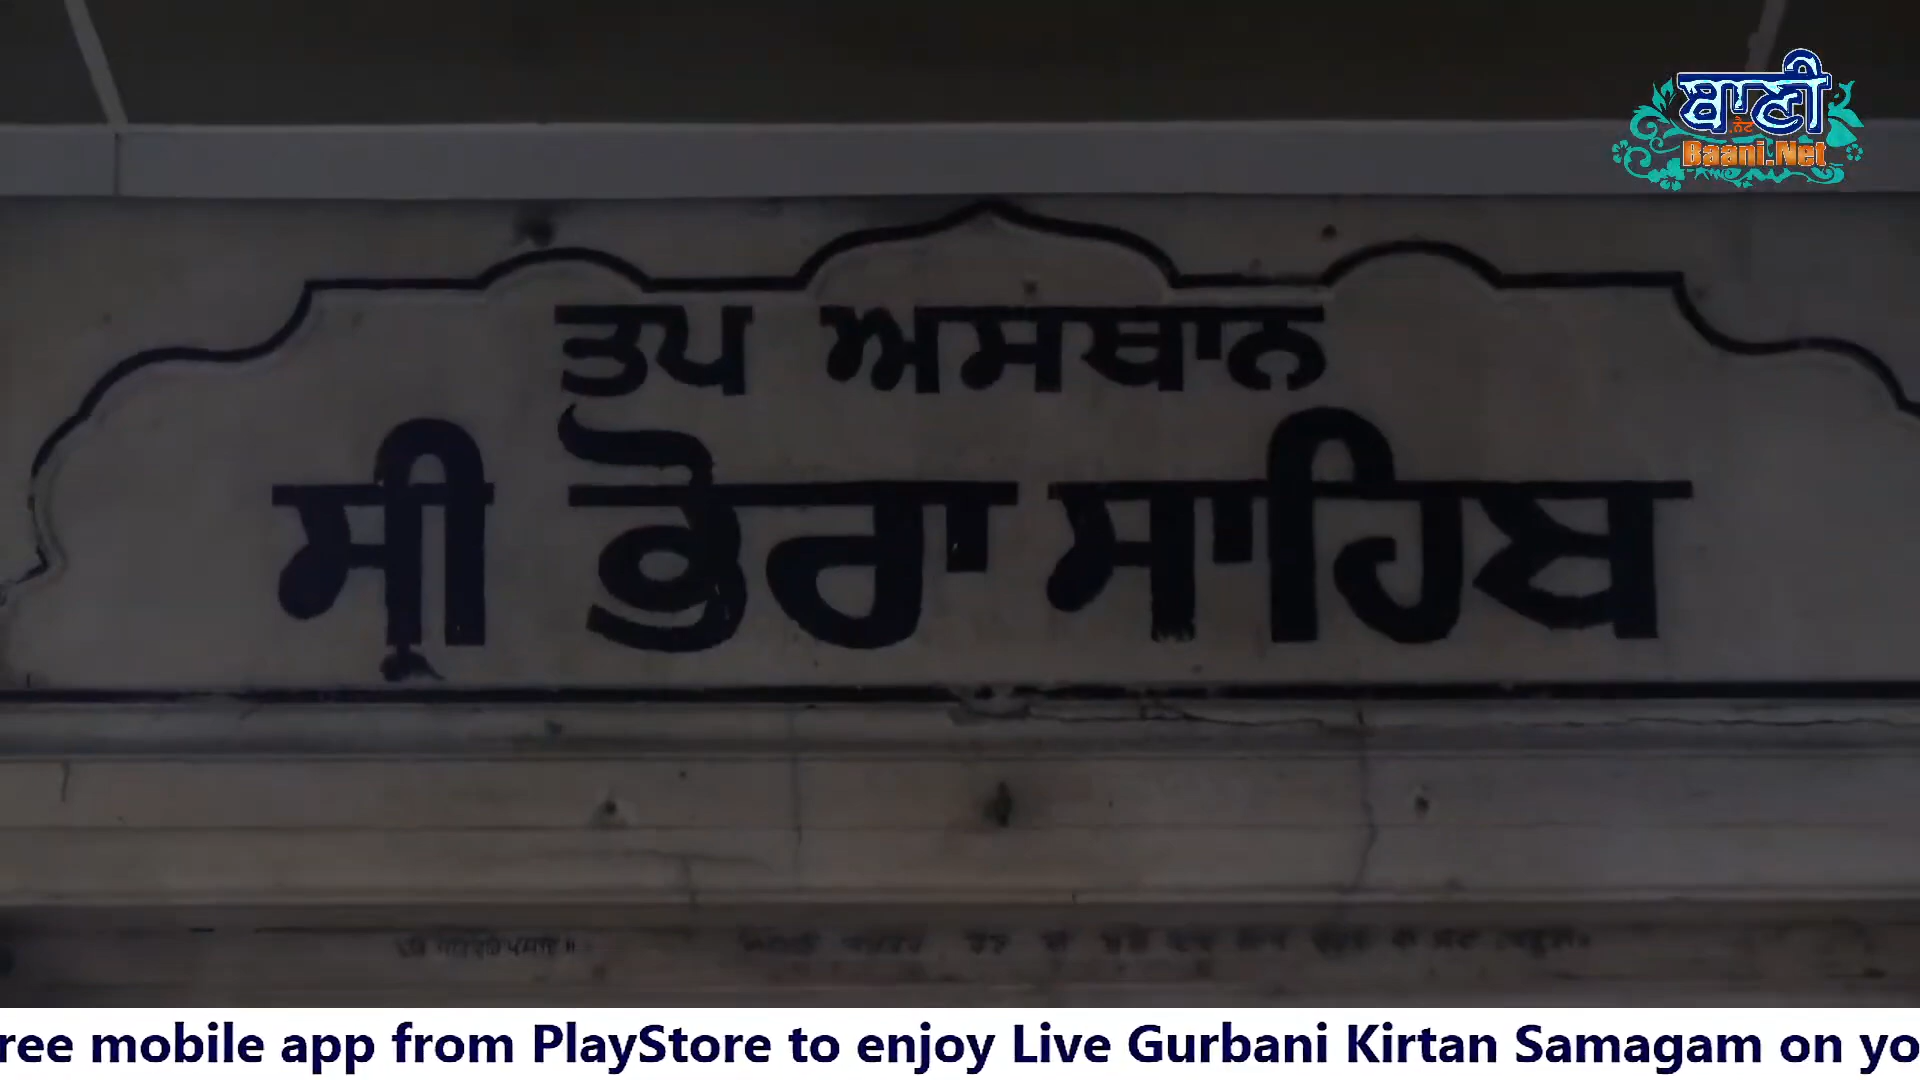 ਬਾਣੀ
.ਨੈਟ
Baani.Net
ਤਪ ਅਸਥਾਨ
ਸ੍ਰੀ ਭੋਰਾ ਸਾਹਿਬ
ree mobile app from PlayStore to enjoy Live Gurbani Kirtan Samagam on yo